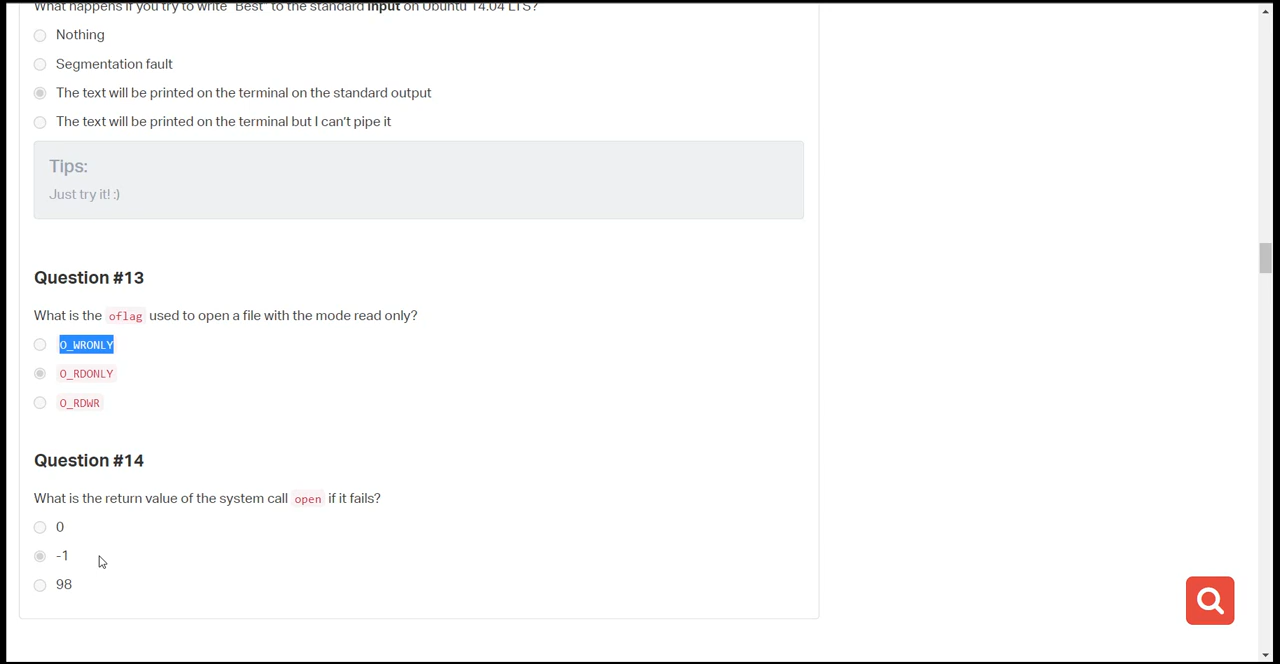 What happens if you try to write "Best" to the standard input on Ubuntu 14.04 LTS?
Nothing
Segmentation fault
The text will be printed on the terminal on the standard output
The text will be printed on the terminal but I can't pipe it
Tips:
Just try it! :)
Question #13
What is the oflag used to open a file with the mode read only?
O_WRONLY
O_RDONLY
O_RDWR
Question #14
What is the return value of the system call open if it fails?
0
-1
98